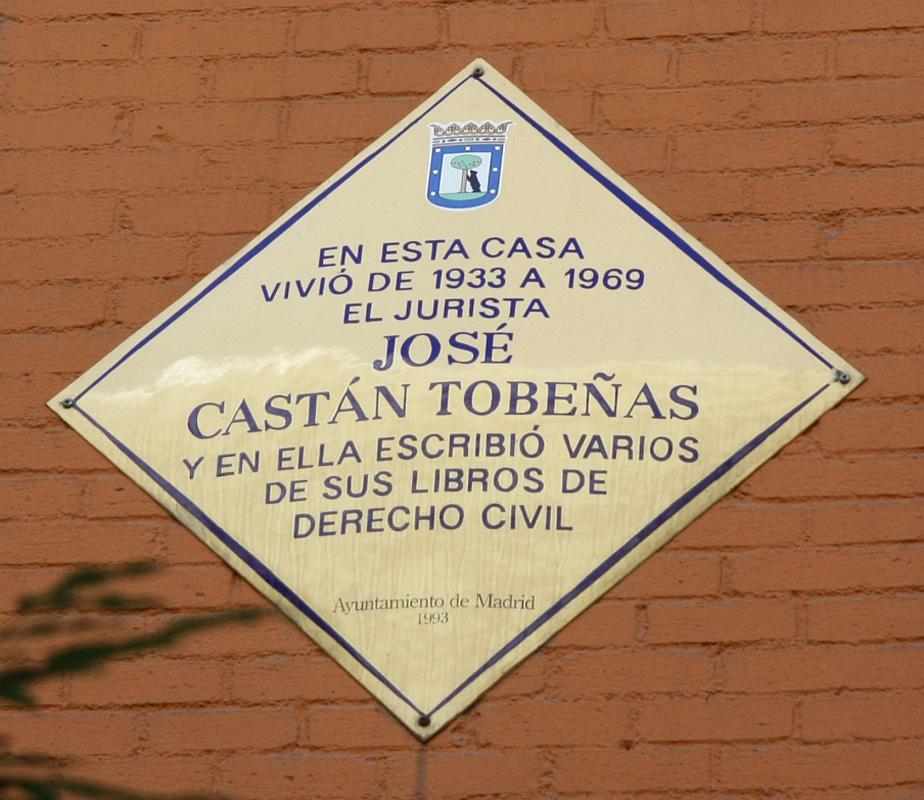 EN ESTA CASA
VIVIÓ DE 1933 A 1969
EL JURISTA
JOSÉ
CASTÁN TOBEÑAS
Y EN ELLA ESCRIBIÓ VARIOS
DE SUS LIBROS DE
DERECHO CIVIL
Ayuntamiento de Madrid
1993